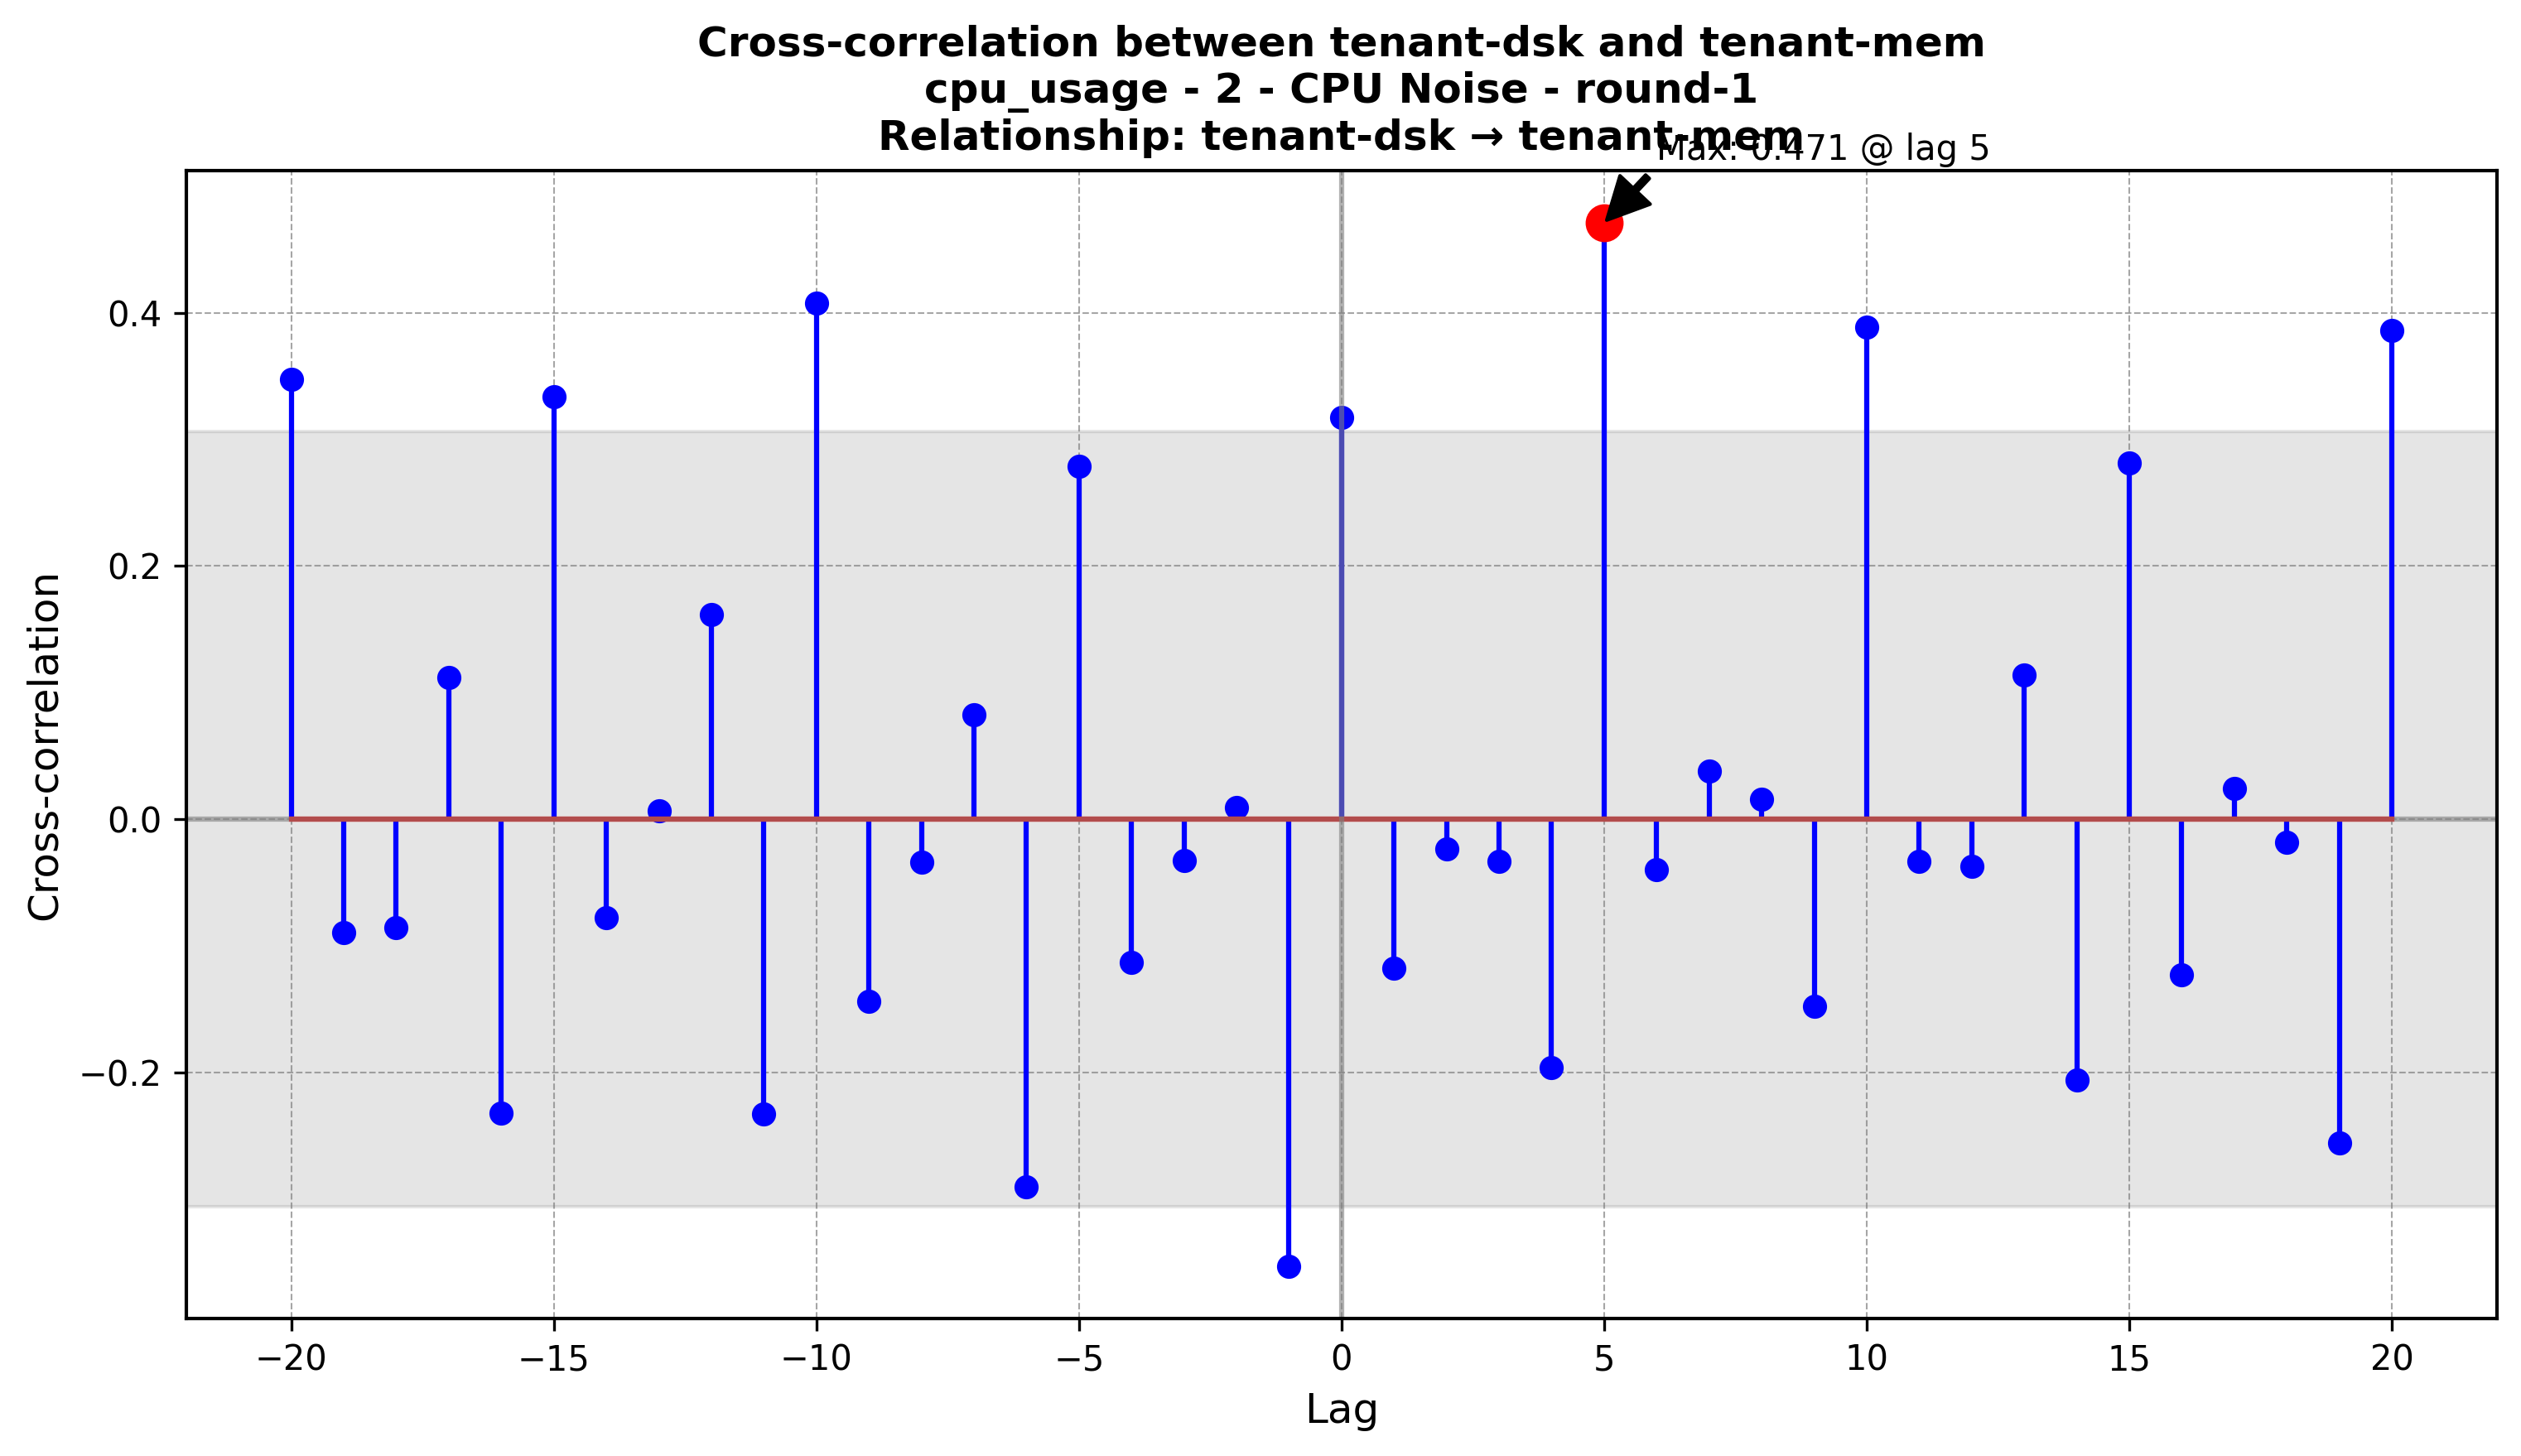 Cross-correlation between tenant-dsk and tenant-mem
cpu_usage - 2 - CPU Noise - round-1
Relationship: tenant-dsk → tenant-mem
Max: 0.471 @ lag 5
0.4
0.2
0.0
−0.2
Cross-correlation
−20
−15
−10
−5
0
5
10
15
20
Lag